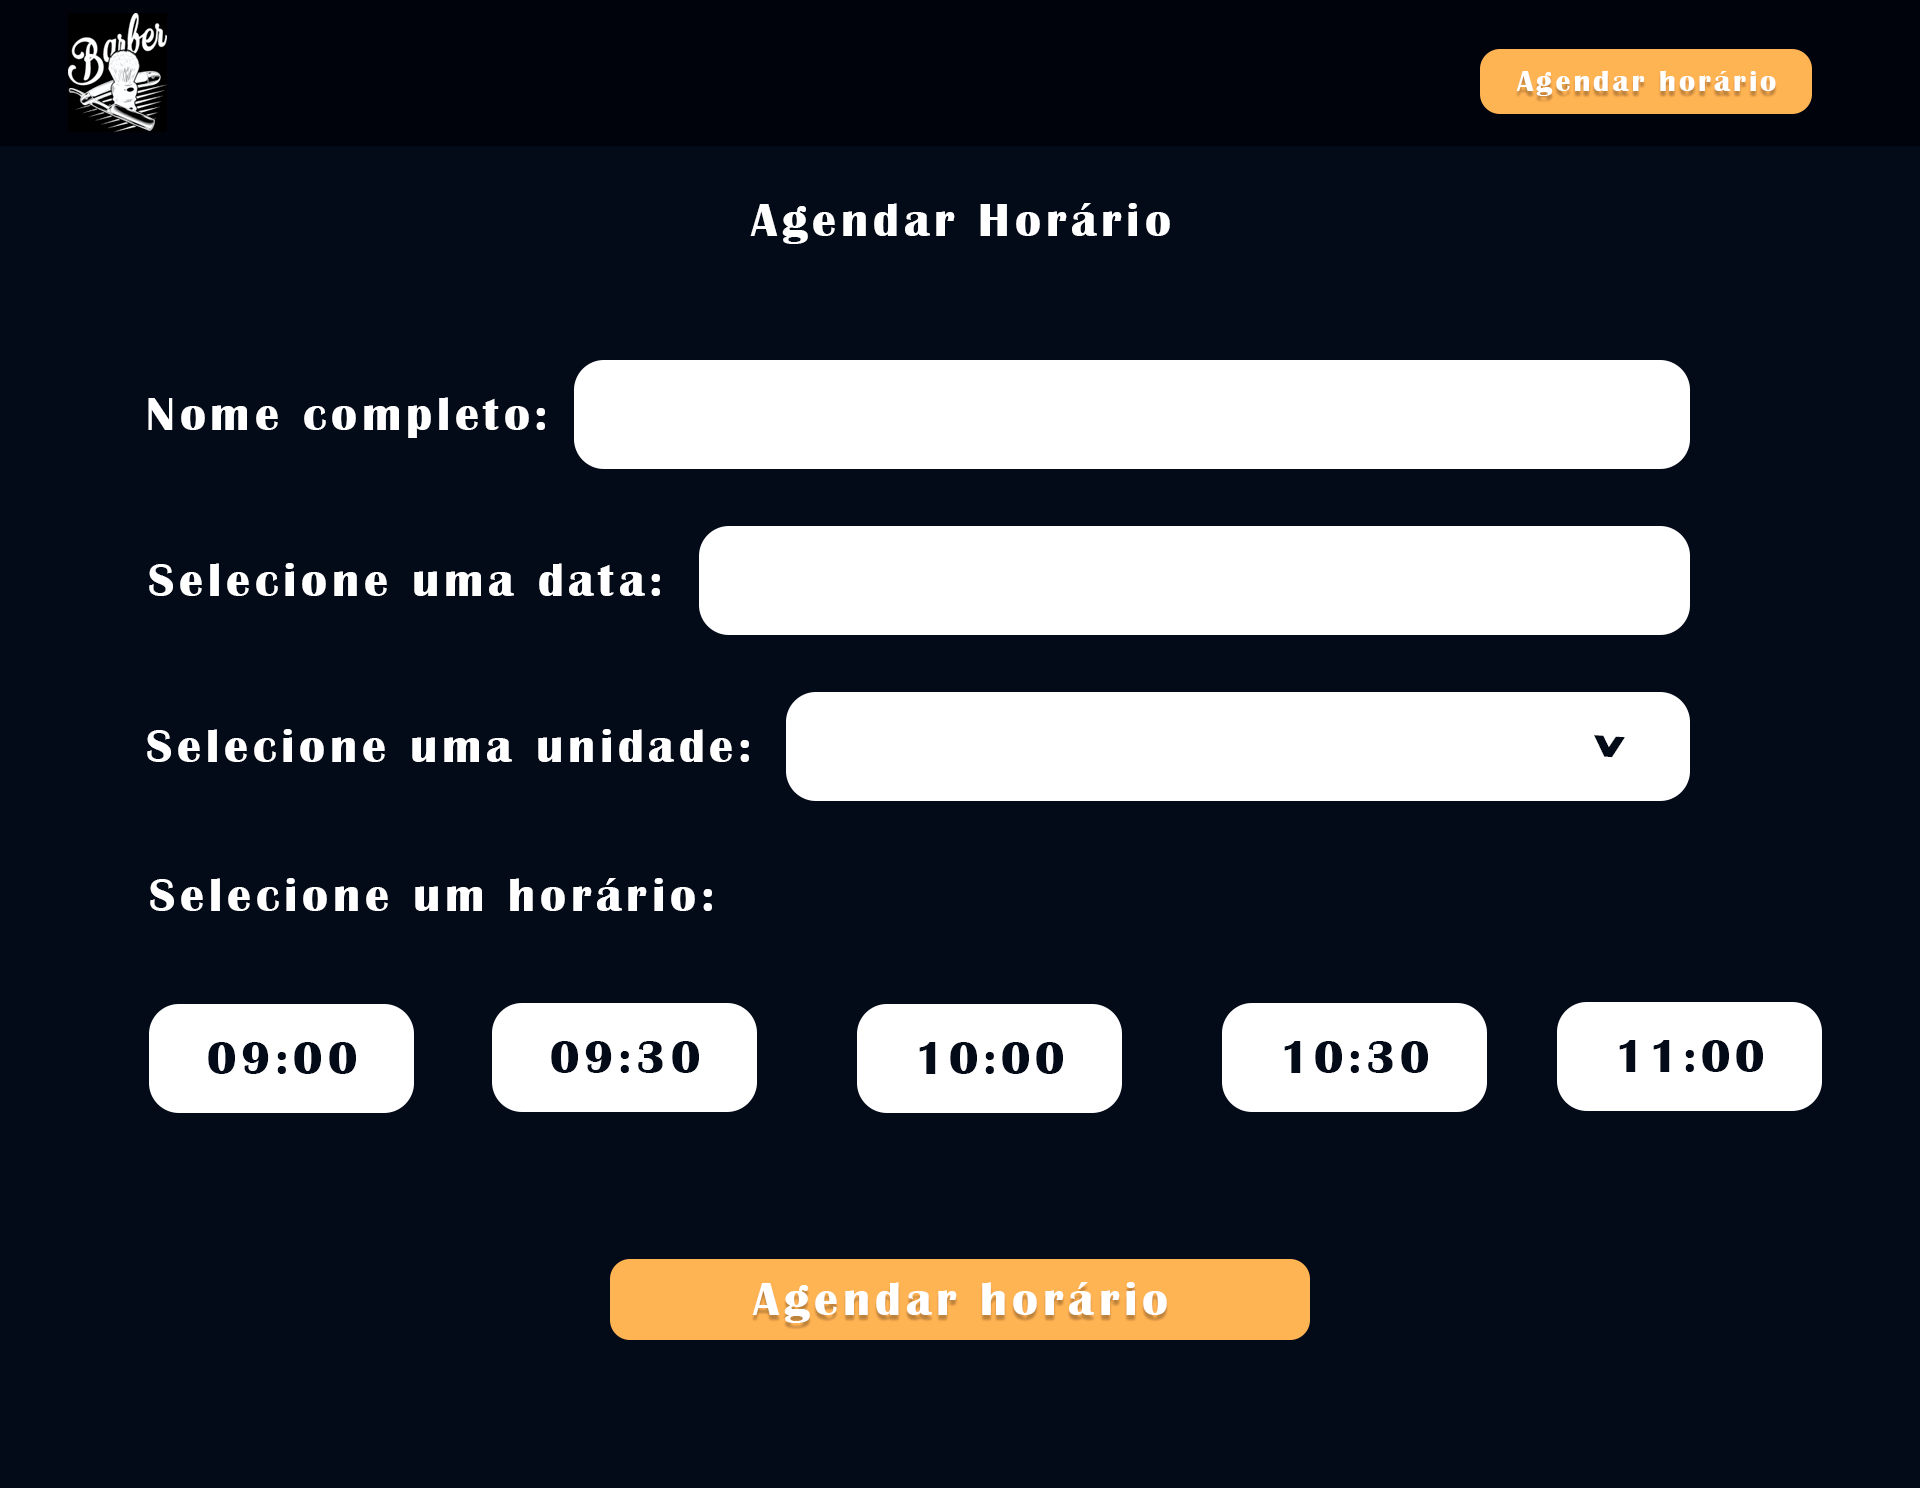 Barber
Agendar horário
Agendar Horário
Nome completo:
Selecione uma data:
Selecione uma unidade:
v
Selecione um horário:
09:00 09:30 10:00 10:30 11:00
Agendar horário